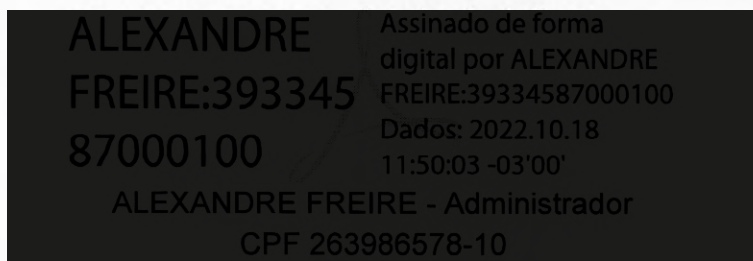 ALEXANDRE
FREIRE:393345
87000100
Assinado de forma
digital por ALEXANDRE
FREIRE:39334587000100
Dados: 2022.10.18
11:50:03 -03'00'
ALEXANDRE FREIRE - Administrador
CPF 263986578-10